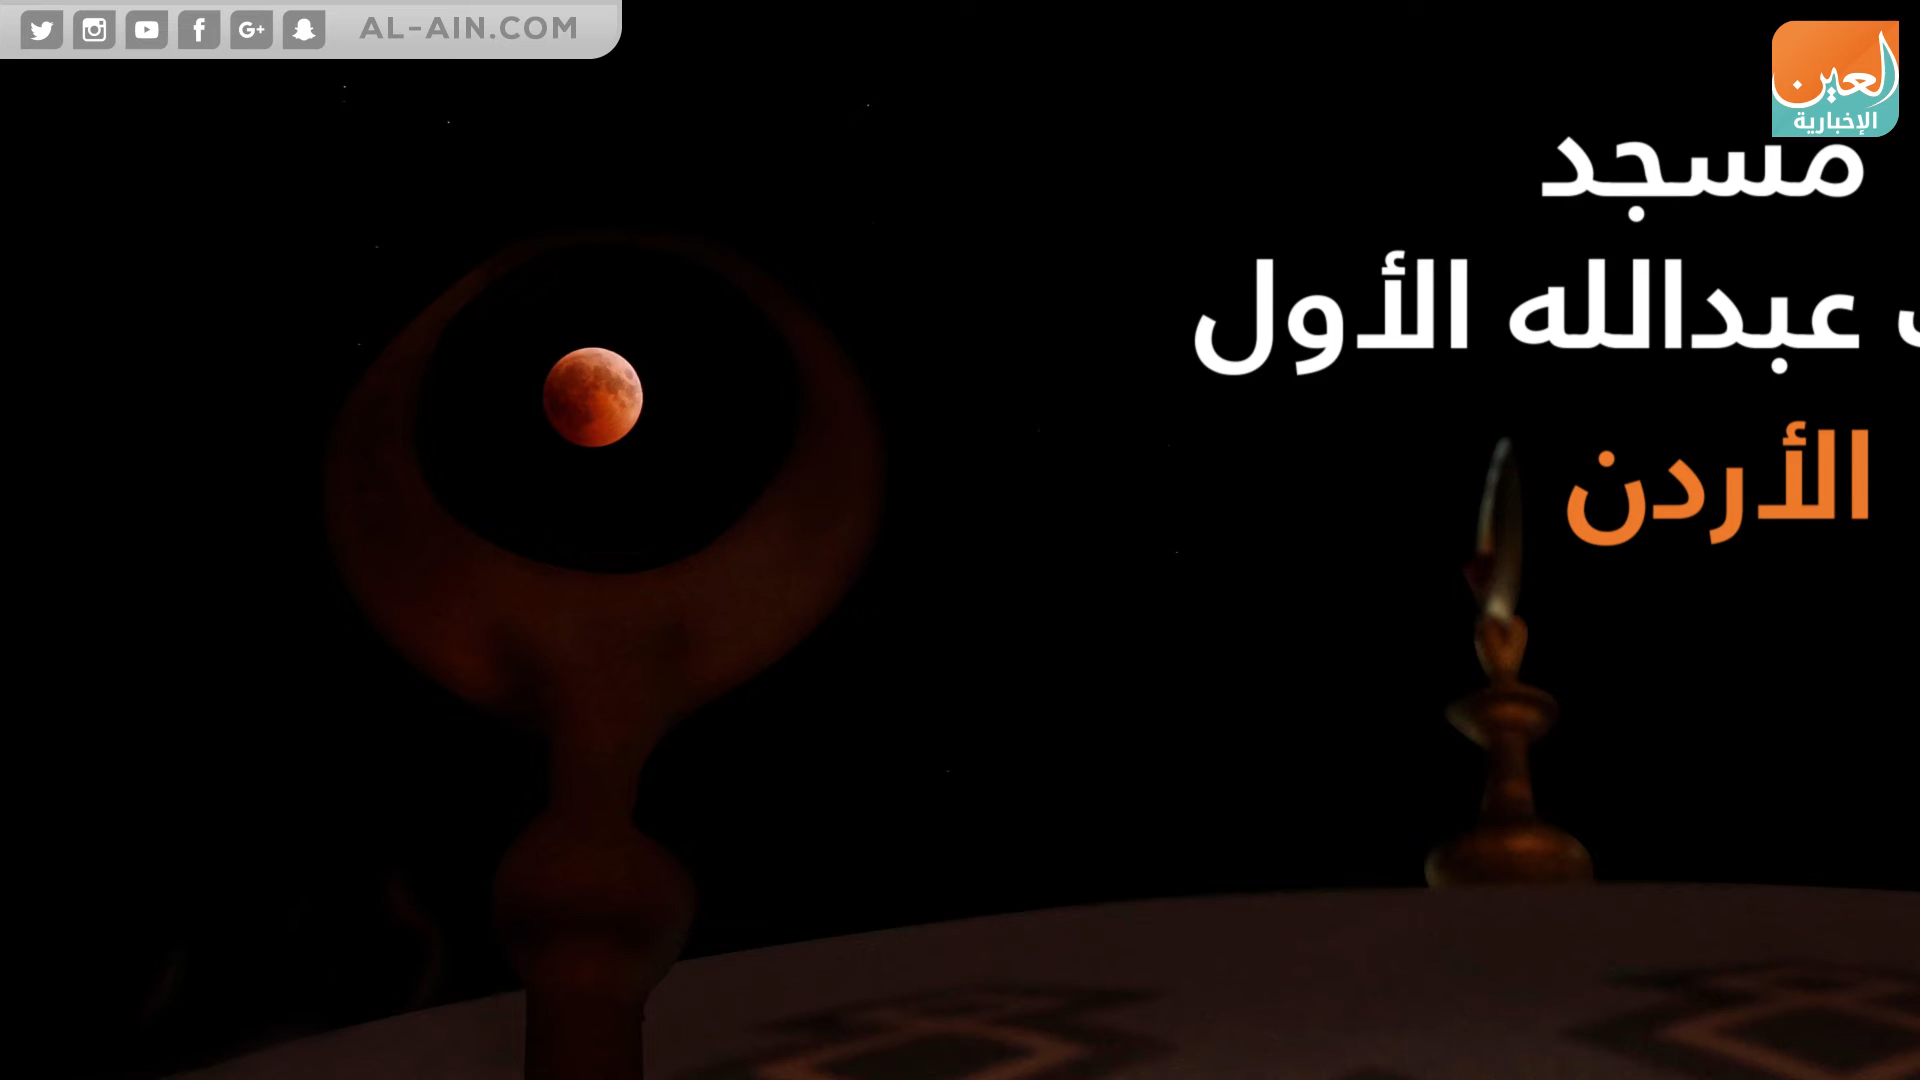 AL-AIN.COM
العين
الإخبارية
مسجد
عبدالله الأول
الأردن